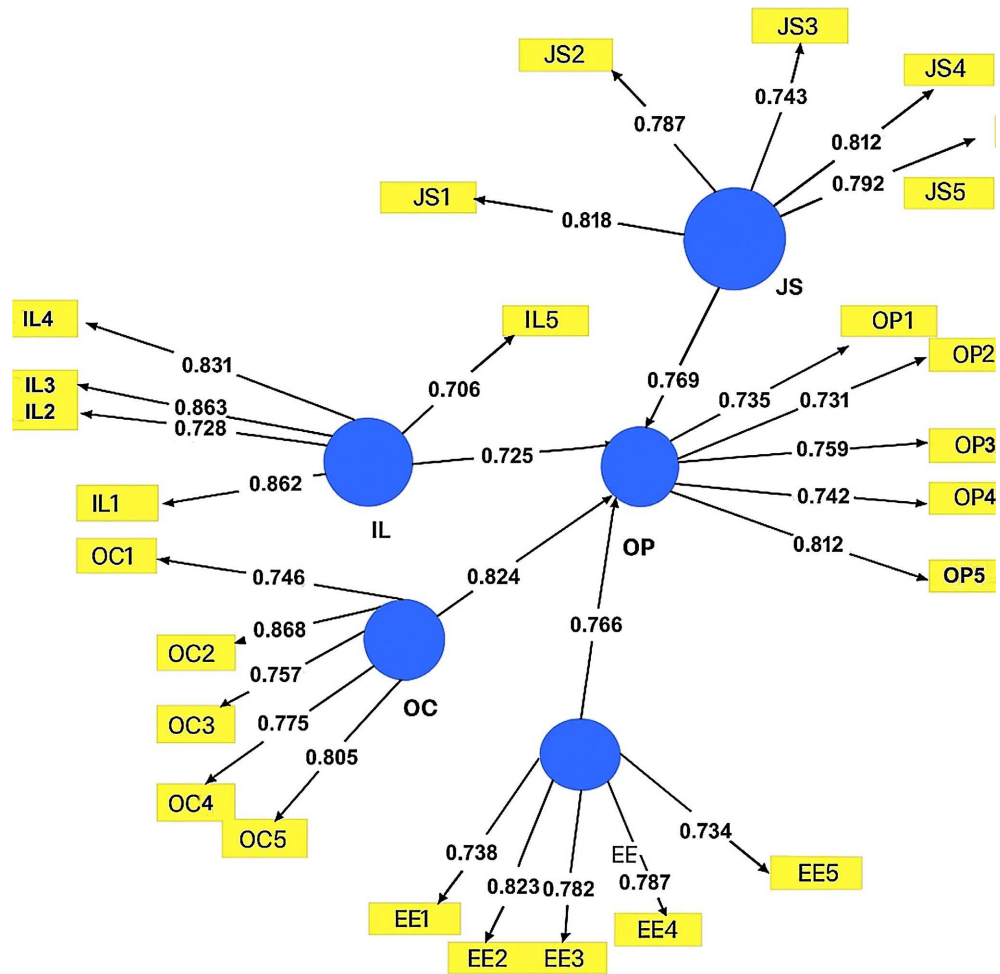 JS3
JS2
JS4
0.743
0.787
0.812
0.792
JS1
JS5
0.818
JS
IL4
IL5
OP1
OP2
0.831
0.769
IL3
0.706
0.735
0.731
0.863
IL2
0.728
0.725
0.759
OP3
0.862
0.742
OP4
IL1
IL
OP
0.812
OC1
0.746
0.824
OP5
0.868
0.766
OC2
0.757
OC
OC3
0.775
0.805
OC4
OC5
0.734
0.738
EE
EE5
0.823
0.782
0.787
EE1
EE4
EE2
EE3